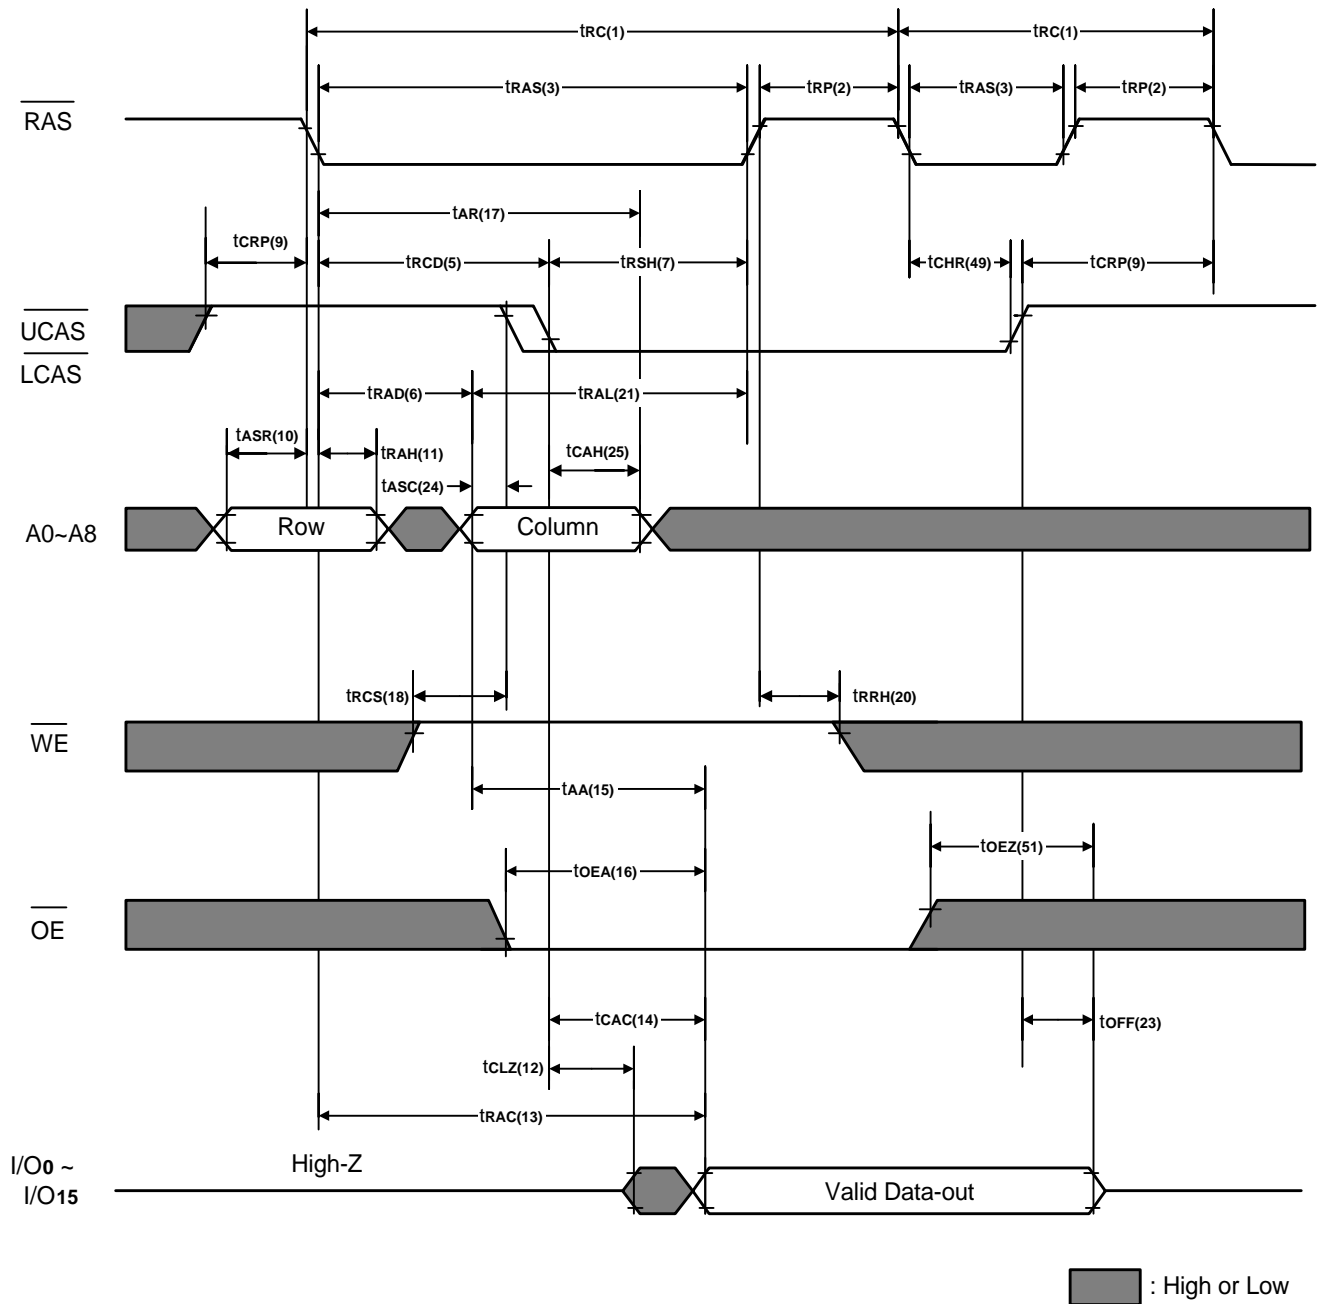 tRC(1) tRC(1)
tRAS(3) tRP(2) tRAS(3) tRP(2)
RAS
tAR(17)
tCRP(9) tRCD(5) tRSH(7) tCHR(49) tCRP(9)
UCAS
LCAS
tRAD(6) tRAL(21)
tASR(10) tRAH(11) tCAH(25)
tASC(24)
A0~A8 Row Column
tRCS(18) tRRH(20)
WE
tAA(15)
tOEZ(51)
tOEA(16)
OE
tCAC(14) tOFF(23)
tCLZ(12)
tRAC(13)
I/O0 ~ High-Z
I/O15 Valid Data-out
: High or Low